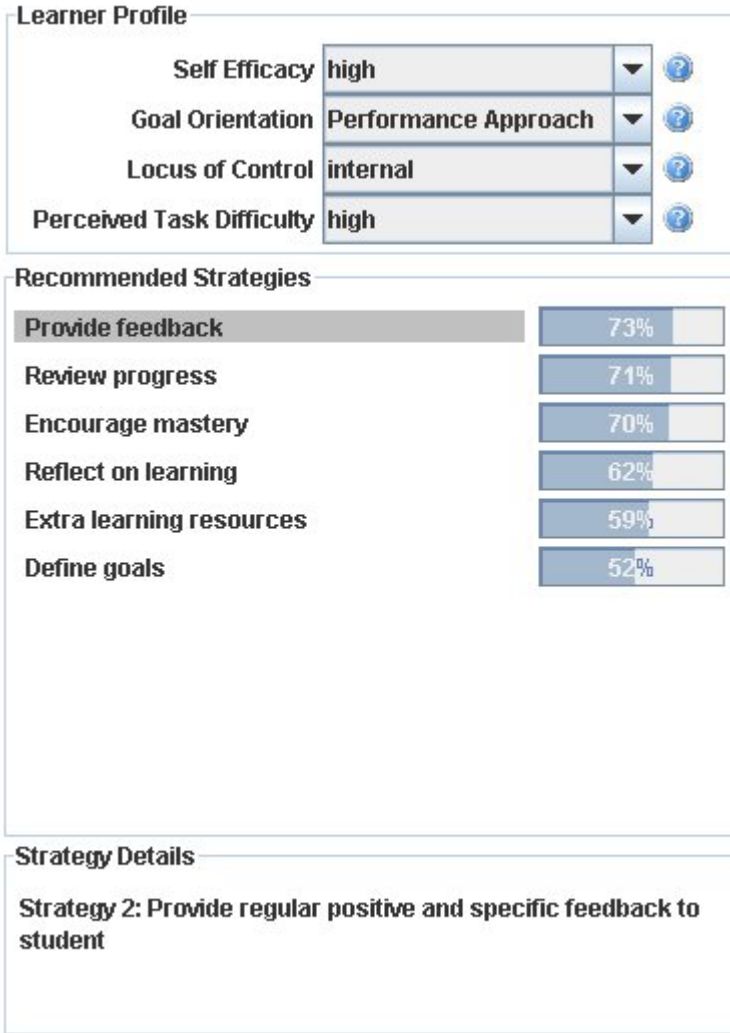 Learner Profile
Self Efficacy high
Goal Orientation Performance Approach
Locus of Control internal
Perceived Task Difficulty high
Recommended Strategies
Provide feedback 73%
Review progress 71%
Encourage mastery 70%
Reflect on learning 62%
Extra learning resources 59%
Define goals 52%
Strategy Details
Strategy 2: Provide regular positive and specific feedback to
student